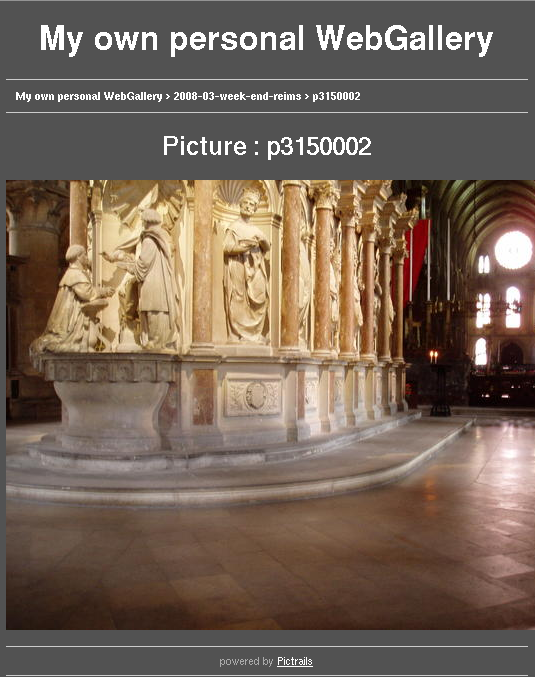 My own personal WebGallery
My own personal WebGallery > 2008-03-week-end-reims > p3150002
Picture : p3150002
powered by Pictrails